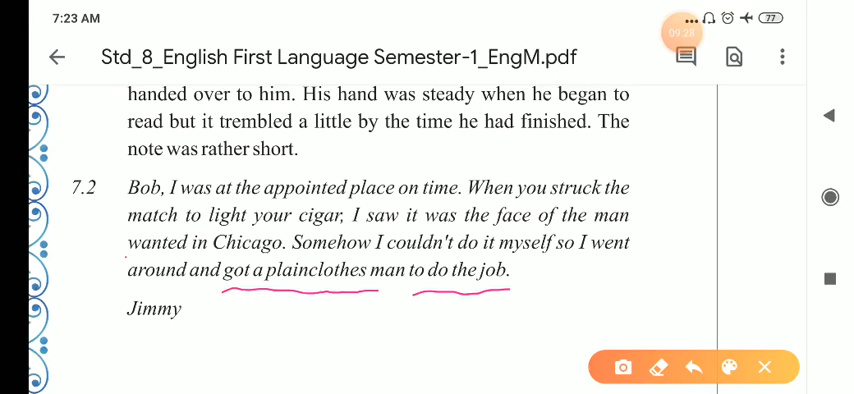 7:23 AM
77
09:28
Std_8_English First Language Semester-1_EngM.pdf
handed over to him. His hand was steady when he began to
read but it trembled a little by the time he had finished. The
note was rather short.
7.2 Bob, I was at the appointed place on time. When you struck the
match to light your cigar, I saw it was the face of the man
wanted in Chicago. Somehow I couldn't do it myself so I went
around and got a plainclothes man to do the job.
Jimmy